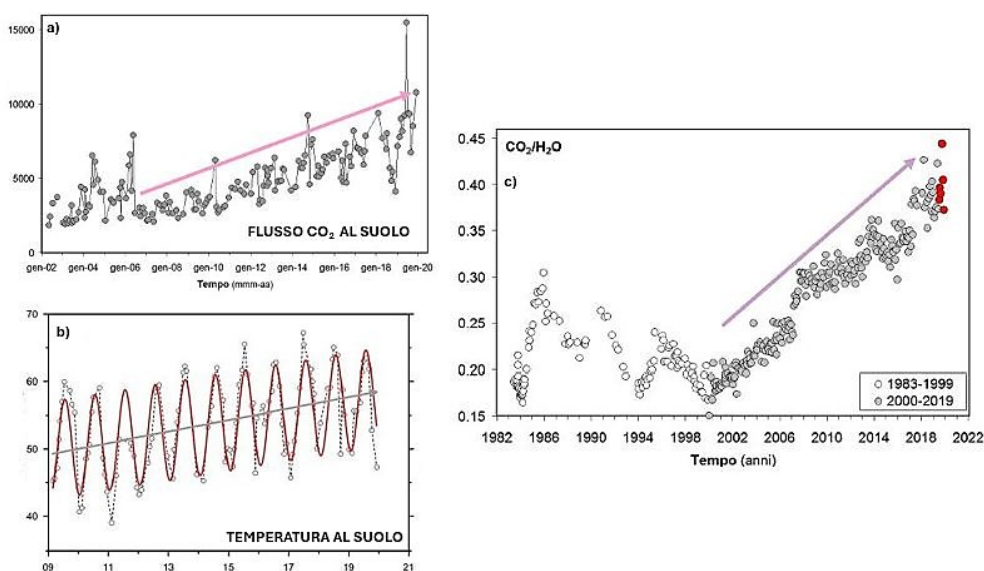 a)
15000
10000
5000
0
FLUSSO CO₂ AL SUOLO
gen-02 gen-04 gen-06 gen-08 gen-10 gen-12 gen-14 gen-16 gen-18 gen-20
Tempo (mmm-aa)
b)
70
60
50
40
TEMPERATURA AL SUOLO
09 11 13 15 17 19 21
CO₂/H₂O
c)
0.45
0.40
0.35
0.30
0.25
0.20
0.15
1983-1999
2000-2019
1982 1986 1990 1994 1998 2002 2006 2010 2014 2018 2022
Tempo (anni)